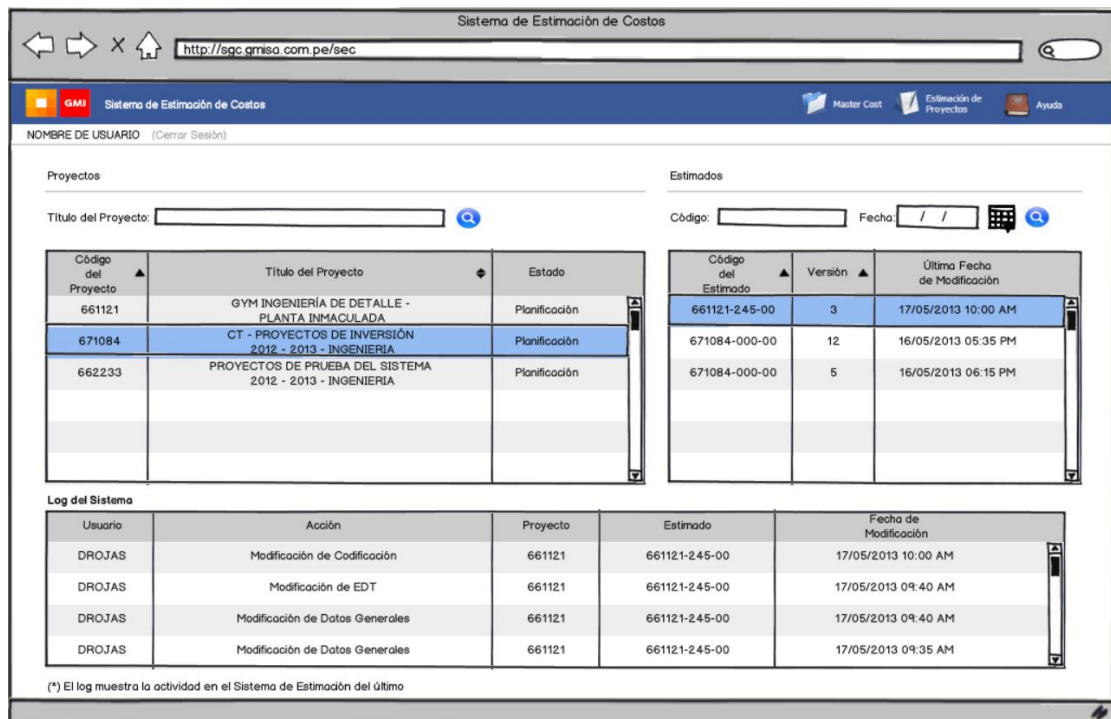 Sistema de Estimación de Costos
http://sgc.gmisa.com.pe/sec
GMI Sistema de Estimación de Costos Master Cost Estimación de Proyectos Ayuda
NOMBRE DE USUARIO (Cerrar Sesión)
Proyectos
Título del Proyecto:
Código del Proyecto Título del Proyecto Estado
661121 GYM INGENIERÍA DE DETALLE - PLANTA INMACULADA Planificación
671084 CT - PROYECTOS DE INVERSIÓN 2012 - 2013 - INGENIERIA Planificación
662233 PROYECTOS DE PRUEBA DEL SISTEMA 2012 - 2013 - INGENIERIA Planificación
Estimados
Código: Fecha: / /
Código del Estimado Versión Última Fecha de Modificación
661121-245-00 3 17/05/2013 10:00 AM
671084-000-00 12 16/05/2013 05:35 PM
671084-000-00 5 16/05/2013 06:15 PM
Log del Sistema
Usuario Acción Proyecto Estimado Fecha de Modificación
DROJAS Modificación de Codificación 661121 661121-245-00 17/05/2013 10:00 AM
DROJAS Modificación de EDT 661121 661121-245-00 17/05/2013 09:40 AM
DROJAS Modificación de Datos Generales 661121 661121-245-00 17/05/2013 09:40 AM
DROJAS Modificación de Datos Generales 661121 661121-245-00 17/05/2013 09:35 AM
(*) El log muestra la actividad en el Sistema de Estimación del último